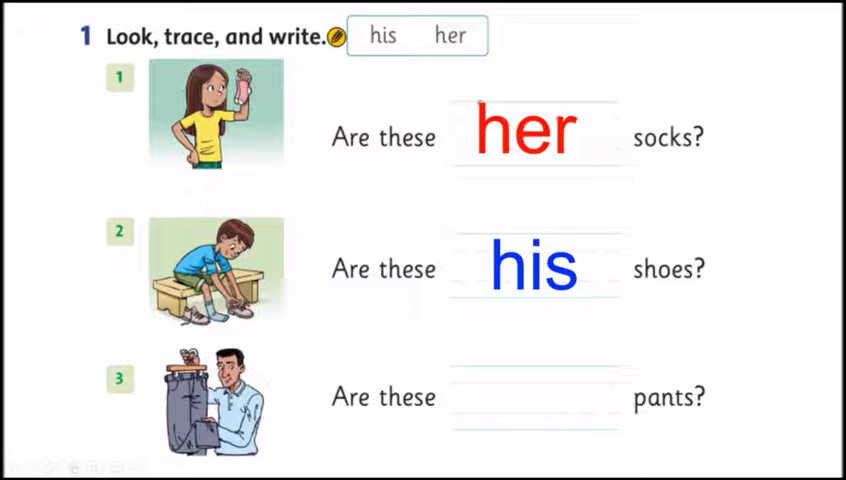 1 Look, trace, and write. his her
1
Are these her socks?
2
Are these his shoes?
3
Are these pants?